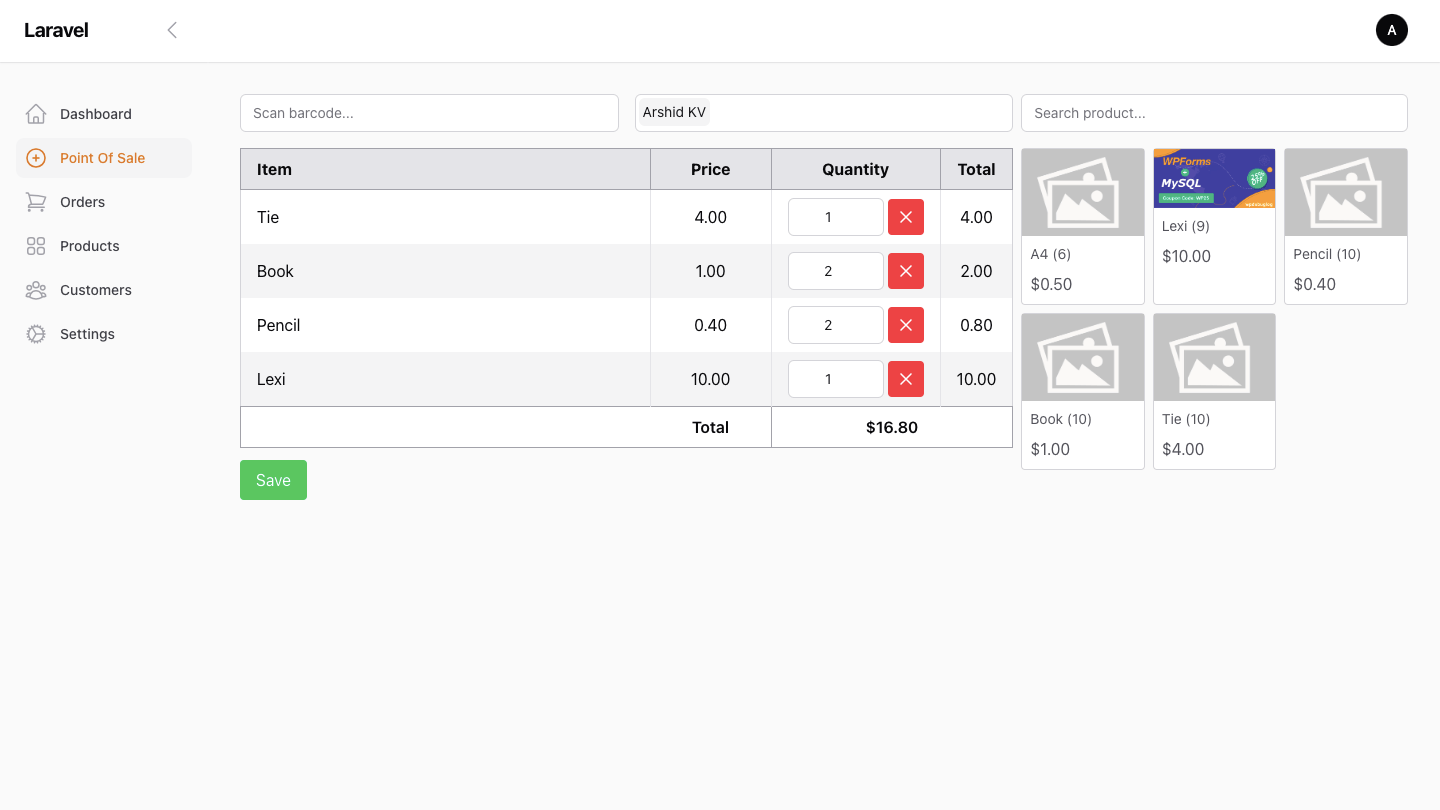 Laravel
A
Dashboard
Point Of Sale
Orders
Products
Customers
Settings
Scan barcode...
Arshid KV
Search product...
Item Price Quantity Total
Tie 4.00 1 4.00
Book 1.00 2 2.00
Pencil 0.40 2 0.80
Lexi 10.00 1 10.00
Total $16.80
Save
A4 (6)
$0.50
WPForms
+
MySQL
Coupon Code WP25
Lexi (9)
$10.00
Pencil (10)
$0.40
Book (10)
$1.00
Tie (10)
$4.00